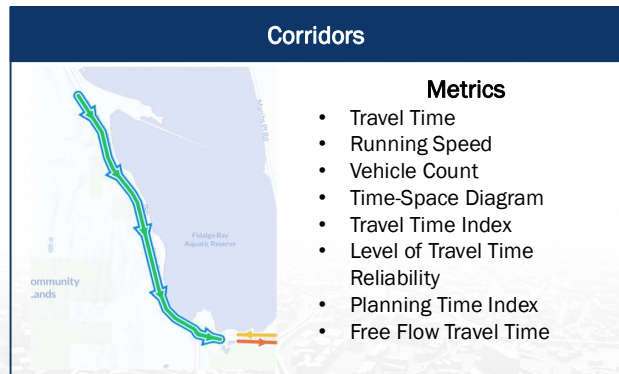 Corridors
Metrics
• Travel Time
• Running Speed
• Vehicle Count
• Time-Space Diagram
• Travel Time Index
• Level of Travel Time
Reliability
• Planning Time Index
• Free Flow Travel Time
Fidalgo Bay
Aquatic Reserve
ommunity
ands